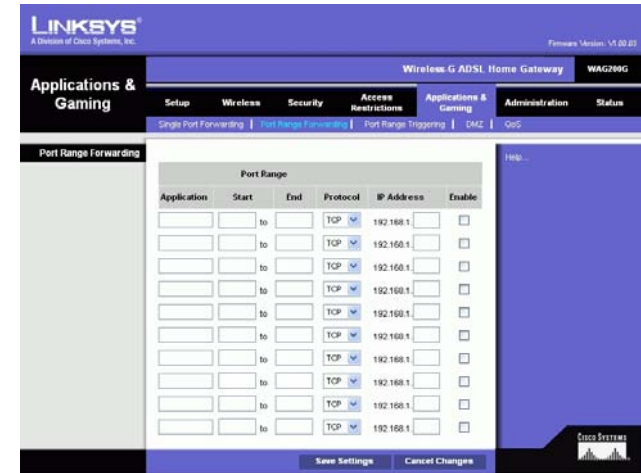 LINKSYS®
A Division of Cisco Systems, Inc.
Firmware Version: V1.00.03
Wireless-G ADSL Home Gateway WAG200G
Applications & Gaming
Setup Wireless Security Access Restrictions Applications & Gaming Administration Status
Single Port Forwarding | Port Range Forwarding | Port Range Triggering | DMZ | QoS
Port Range Forwarding
Help...
Port Range
Application Start End Protocol IP Address Enable
to TCP 192.168.1.
to TCP 192.168.1.
to TCP 192.168.1.
to TCP 192.168.1.
to TCP 192.168.1.
to TCP 192.168.1.
to TCP 192.168.1.
to TCP 192.168.1.
to TCP 192.168.1.
to TCP 192.168.1.
Save Settings Cancel Changes
CISCO SYSTEMS